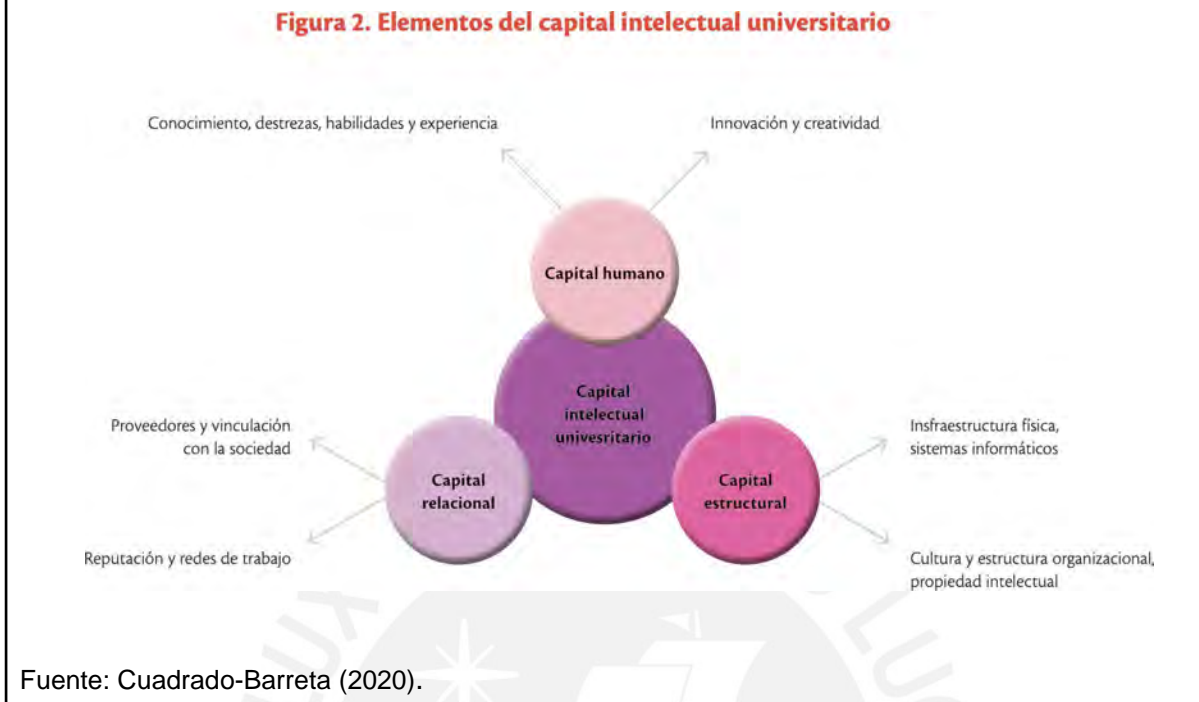 Figura 2. Elementos del capital intelectual universitario
Conocimiento, destrezas, habilidades y experiencia
Innovación y creatividad
Capital humano
Capital
intelectual
univesritario
Proveedores y vinculación
con la sociedad
Capital
relacional
Reputación y redes de trabajo
Capital
estructural
Insfraestructura física,
sistemas informáticos
Cultura y estructura organizacional,
propiedad intelectual
UX
LUC
Fuente: Cuadrado-Barreta (2020).